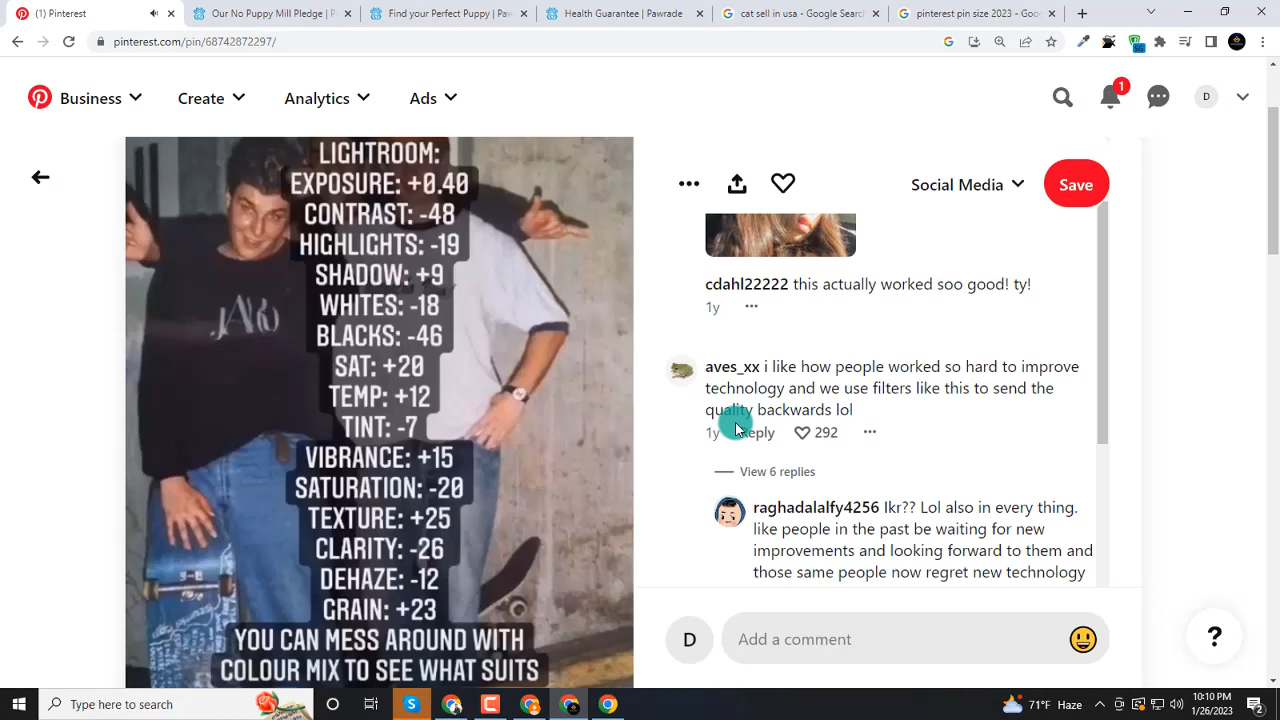 Pinterest
Our No Puppy Mill Pledge | P
Find your Perfect Puppy | Paw
Health Guarantee | Pawrade
cat sell in usa - Google Search
pinterest pin size 2023 - Goo
pinterest.com/pin/68742872297/
SG
Business
Create
Analytics
Ads
1
D
LIGHTROOM:
EXPOSURE: +0.40
CONTRAST: -48
HIGHLIGHTS: -19
SHADOW: +9
WHITES: -18
BLACKS: -46
SAT: +20
TEMP: +12
TINT: -7
VIBRANCE: +15
SATURATION: -20
TEXTURE: +25
CLARITY: -26
DEHAZE: -12
GRAIN: +23
YOU CAN MESS AROUND WITH
COLOUR MIX TO SEE WHAT SUITS
Social Media
Save
cdahl22222 this actually worked soo good! ty!
1y
aves_xx i like how people worked so hard to improve
technology and we use filters like this to send the
quality backwards lol
1y Reply 292
View 6 replies
raghadalalfy4256 Ikr?? Lol also in every thing.
like people in the past be waiting for new
improvements and looking forward to them and
those same people now regret new technology
D
Add a comment
?
Type here to search
71°F Haze
10:10 PM
1/26/2023
2